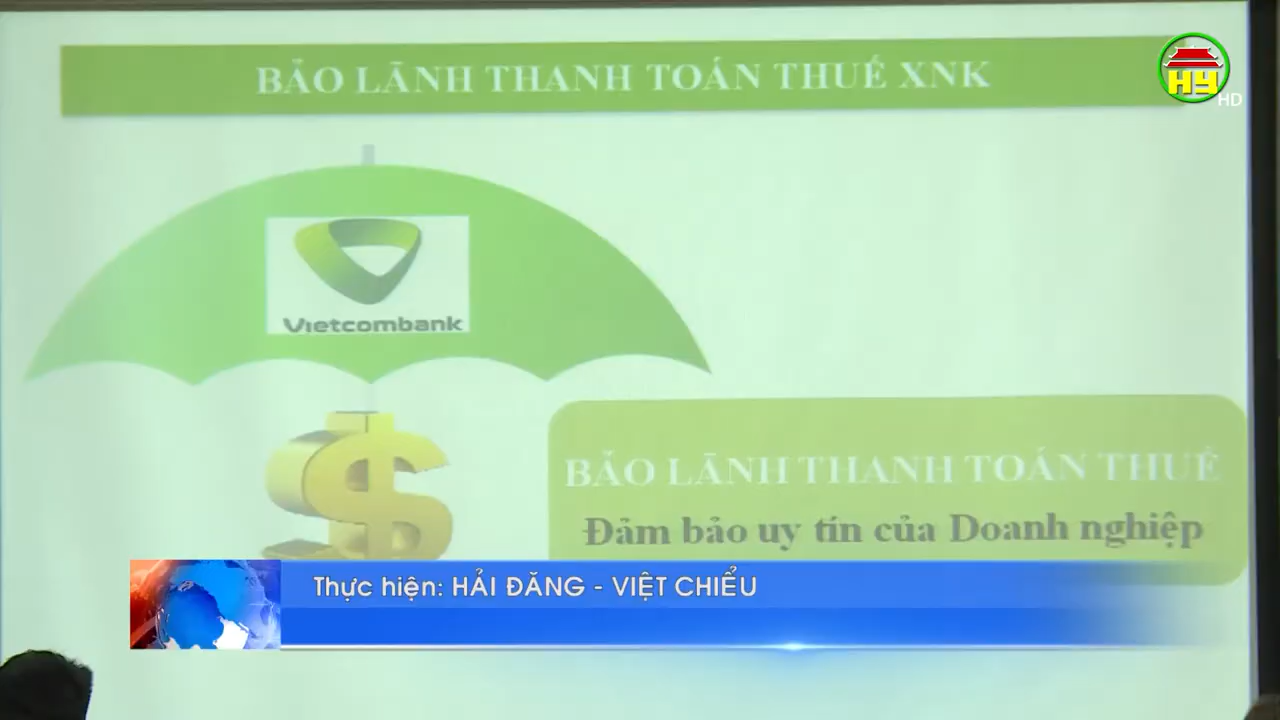 BẢO LÃNH THANH TOÁN THUẾ XNK
HY
HD
Vietcombank
BẢO LÃNH THANH TOÁN THUẾ
Đảm bảo uy tín của Doanh nghiệp
Thực hiện: HẢI ĐĂNG - VIỆT CHIỂU